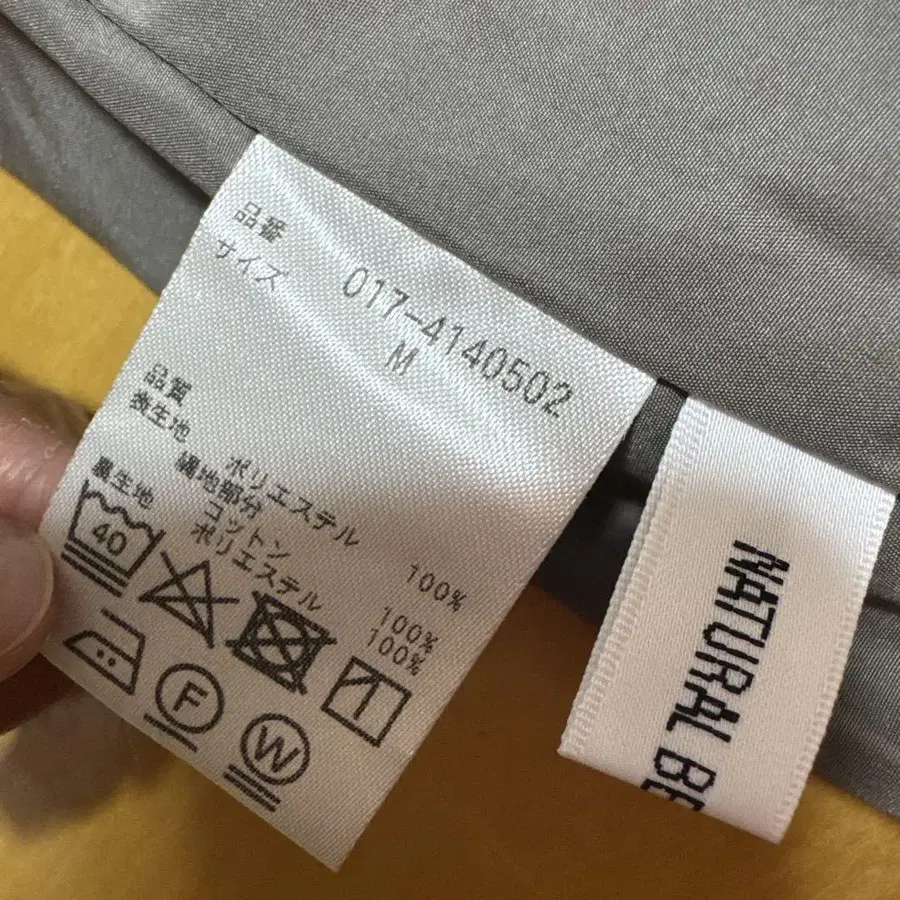 品番 017-4140502
サイズ M
品質
表生地 ポリエステル 100%
縄地部分
コットン 100%
裏生地 ポリエステル 100%
40
F
W
NATURAL BE